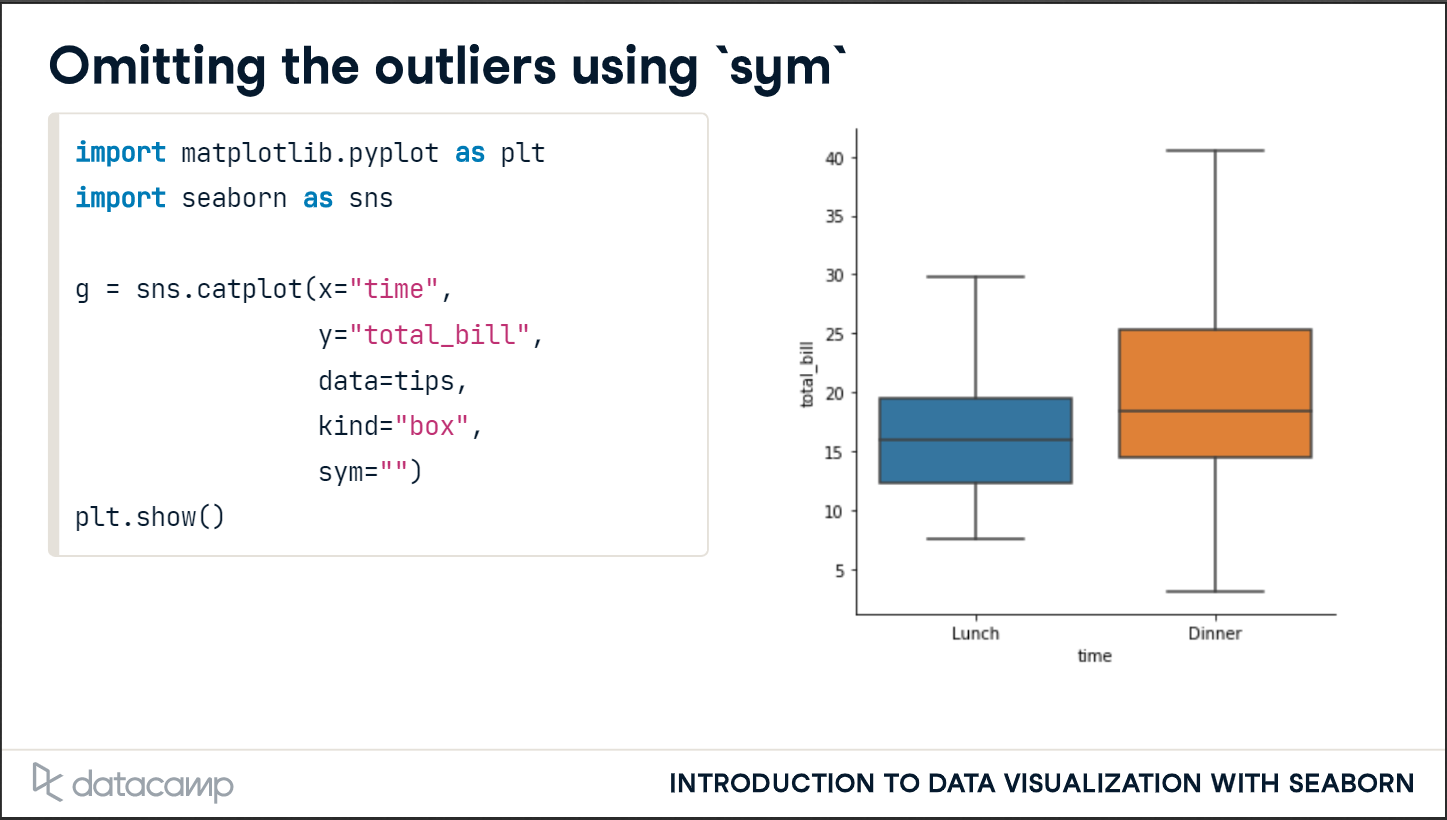 Omitting the outliers using `sym`
import matplotlib.pyplot as plt
import seaborn as sns
g = sns.catplot(x="time",
y="total_bill",
data=tips,
kind="box",
sym="")
plt.show()
40
35
30
25
20
15
10
5
total_bill
Lunch Dinner
time
datacamp
INTRODUCTION TO DATA VISUALIZATION WITH SEABORN